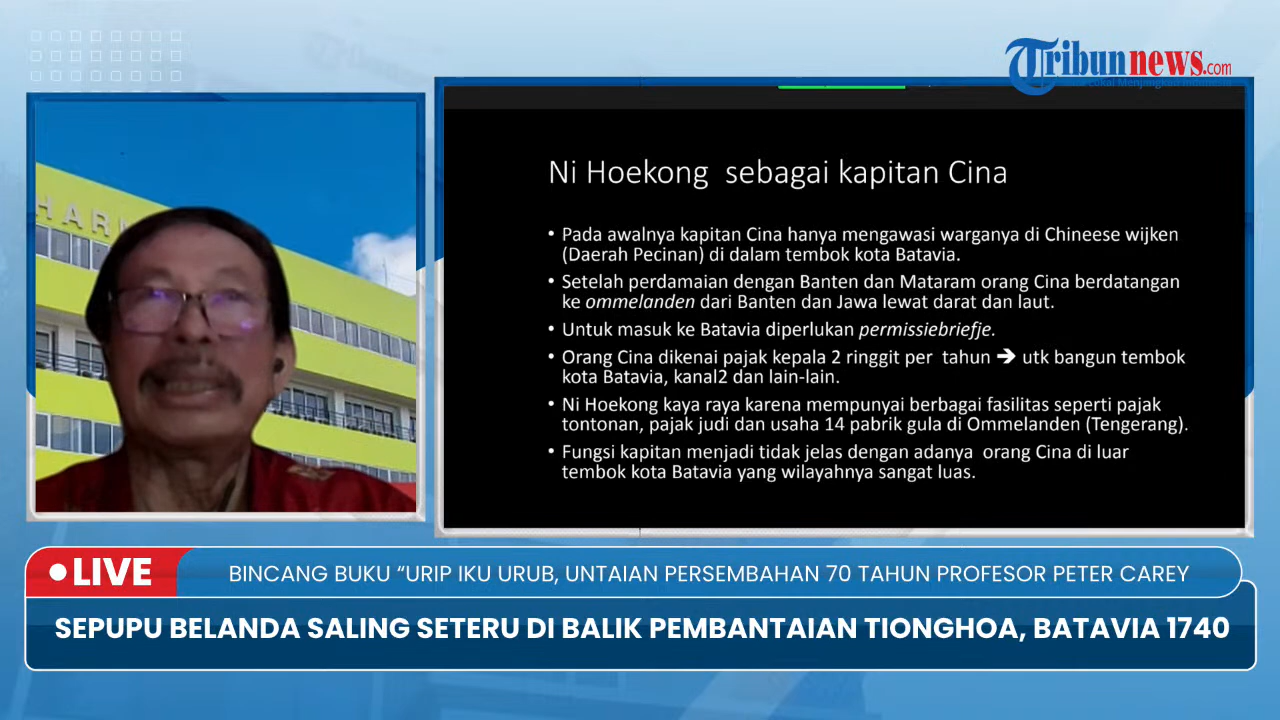 Tribunnews.com
HARM
Ni Hoekong sebagai kapitan Cina
• Pada awalnya kapitan Cina hanya mengawasi warganya di Chineese wijken
(Daerah Pecinan) di dalam tembok kota Batavia.
• Setelah perdamaian dengan Banten dan Mataram orang Cina berdatangan
ke ommelanden dari Banten dan Jawa lewat darat dan laut.
• Untuk masuk ke Batavia diperlukan permissiebriefje.
• Orang Cina dikenai pajak kepala 2 ringgit per tahun ➔ utk bangun tembok
kota Batavia, kanal2 dan lain-lain.
• Ni Hoekong kaya raya karena mempunyai berbagai fasilitas seperti pajak
tontonan, pajak judi dan usaha 14 pabrik gula di Ommelanden (Tengerang).
• Fungsi kapitan menjadi tidak jelas dengan adanya orang Cina di luar
tembok kota Batavia yang wilayahnya sangat luas.
LIVE
BINCANG BUKU “URIP IKU URUB, UNTAIAN PERSEMBAHAN 70 TAHUN PROFESOR PETER CAREY
SEPUPU BELANDA SALING SETERU DI BALIK PEMBANTAIAN TIONGHOA, BATAVIA 1740